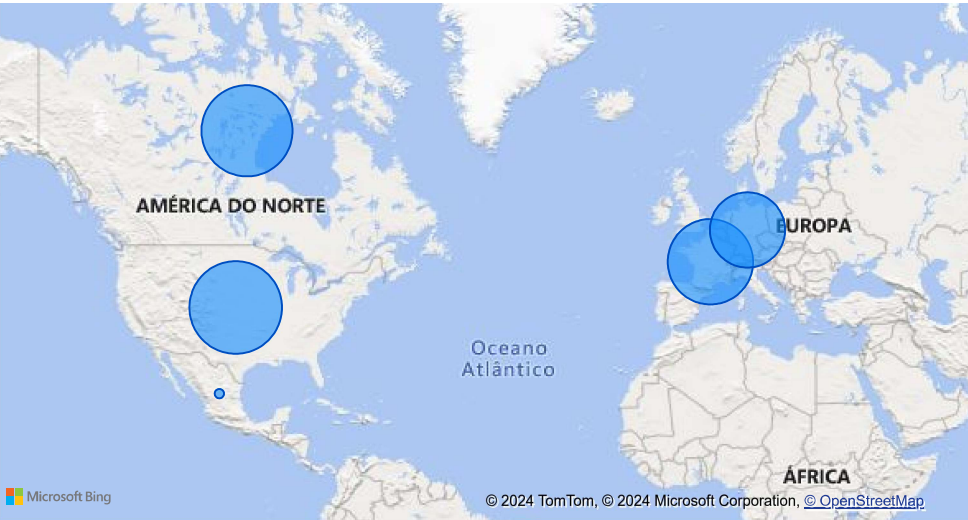 AMÉRICA DO NORTE
EUROPA
Oceano
Atlântico
ÁFRICA
Microsoft Bing
© 2024 TomTom, © 2024 Microsoft Corporation, © OpenStreetMap